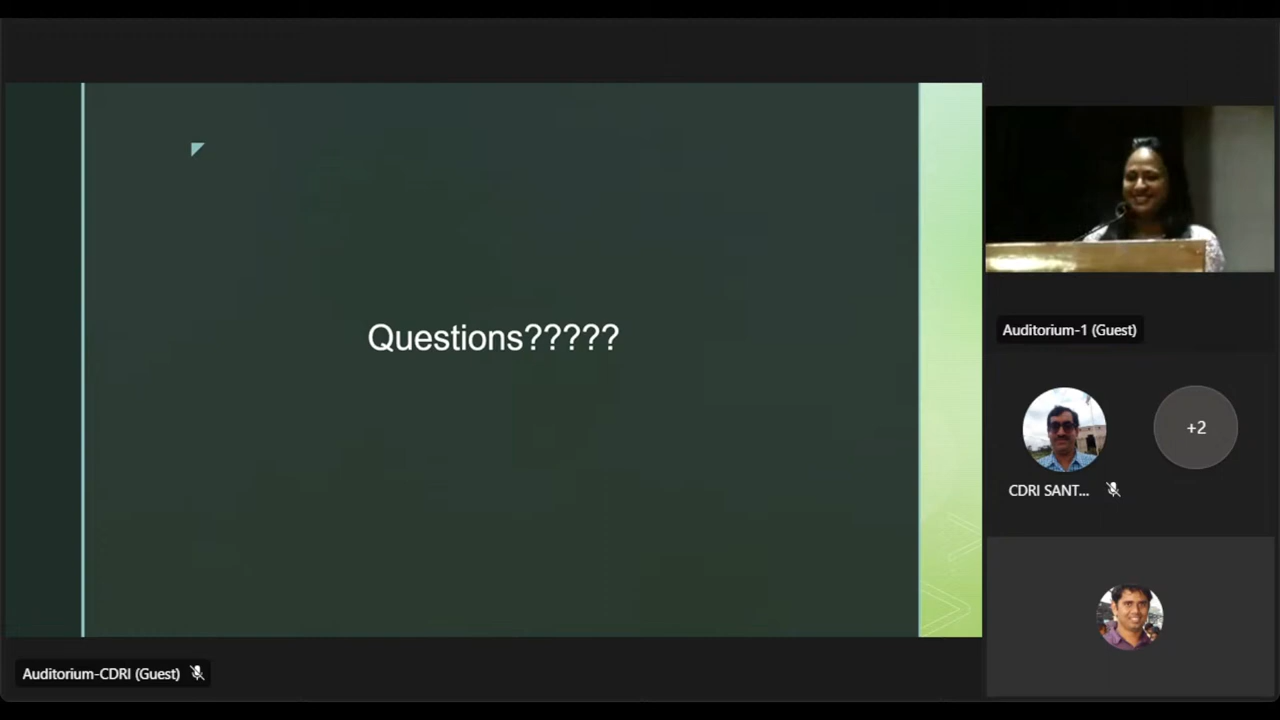 Questions?????
Auditorium-1 (Guest)
+2
CDRI SANT...
Auditorium-CDRI (Guest)